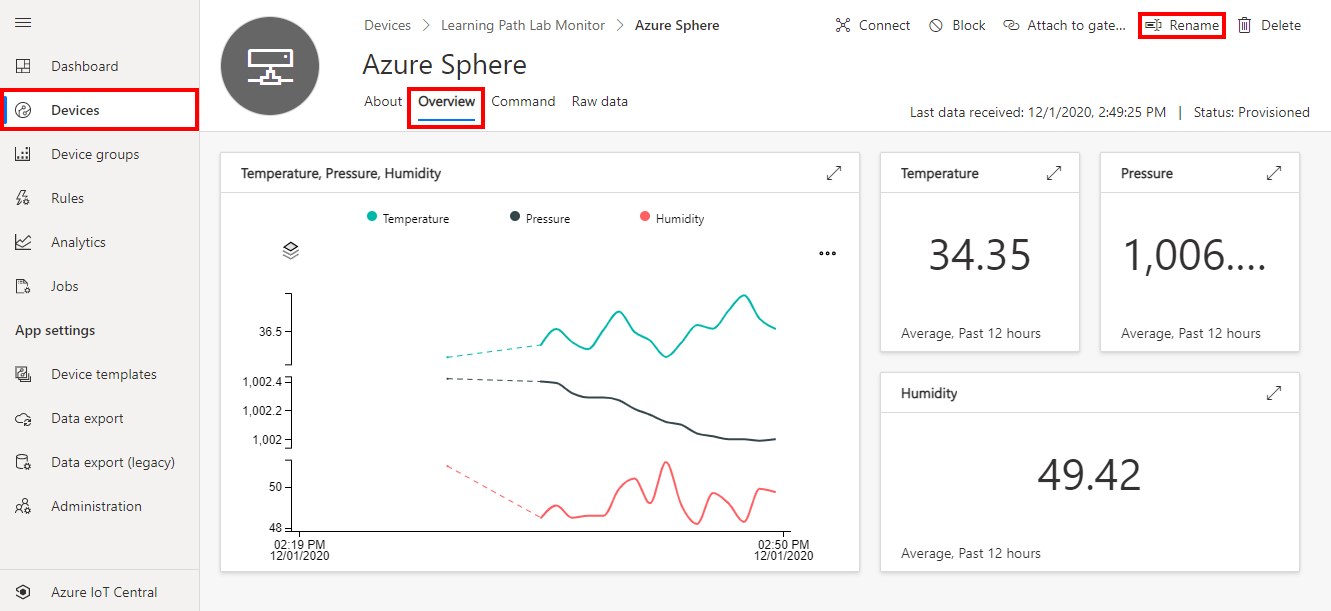 Dashboard
Devices
Device groups
Rules
Analytics
Jobs
App settings
Device templates
Data export
Data export (legacy)
Administration
Azure IoT Central
Devices > Learning Path Lab Monitor > Azure Sphere
Connect Block Attach to gate... Rename Delete
Azure Sphere
About Overview Command Raw data
Last data received: 12/1/2020, 2:49:25 PM | Status: Provisioned
Temperature, Pressure, Humidity
Temperature Pressure Humidity
36.5
1,002.4
1,002.2
1,002
50
48
02:19 PM 02:50 PM
12/01/2020 12/01/2020
Temperature
34.35
Average, Past 12 hours
Pressure
1,006....
Average, Past 12 hours
Humidity
49.42
Average, Past 12 hours